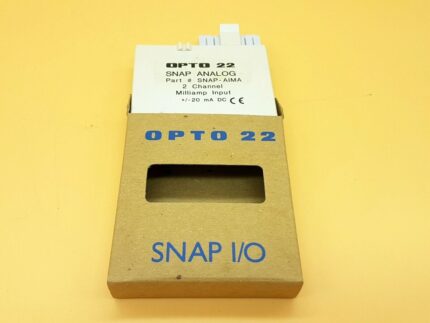 OPTO 22
SNAP ANALOG
Part # SNAP-AIMA
2 Channel
Milliamp Input
+/-20 mA DC CE
OPTO 22
SNAP I/O